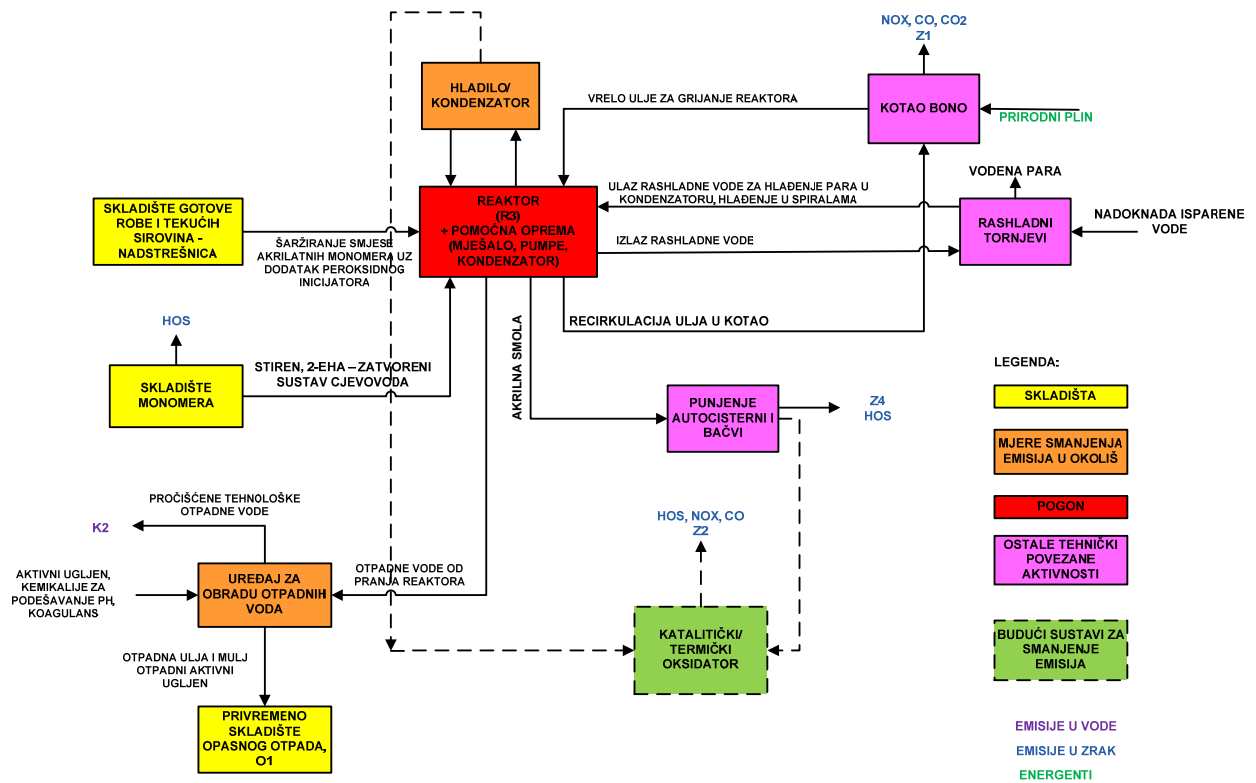 NOX, CO, CO2
Z1
HLADILO/
KONDENZATOR
VRELO ULJE ZA GRIJANJE REAKTORA
KOTAO BONO
PRIRODNI PLIN
VODENA PARA
SKLADIŠTE GOTOVE
ROBE I TEKUĆIH
SIROVINA -
NADSTREŠNICA
ŠARŽIRANJE SMJESE
AKRILATNIH MONOMERA UZ
DODATAK PEROKSIDNOG
INICIJATORA
REAKTOR
(R3)
+ POMOĆNA OPREMA
(MJEŠALO, PUMPE,
KONDENZATOR)
ULAZ RASHLADNE VODE ZA HLAĐENJE PARA U
KONDENZATORU, HLAĐENJE U SPIRALAMA
IZLAZ RASHLADNE VODE
RASHLADNI
TORNJEVI
NADOKNADA ISPARENE
VODE
HOS
SKLADIŠTE
MONOMERA
STIREN, 2-EHA – ZATVORENI
SUSTAV CJEVOVODA
AKRILNA SMOLA
RECIRKULACIJA ULJA U KOTAO
PUNJENJE
AUTOCISTERNI I
BAČVI
Z4
HOS
LEGENDA:
SKLADIŠTA
MJERE SMANJENJA
EMISIJA U OKOLIŠ
POGON
OSTALE TEHNIČKI
POVEZANE
AKTIVNOSTI
BUDUĆI SUSTAVI ZA
SMANJENJE
EMISIJA
EMISIJE U VODE
EMISIJE U ZRAK
ENERGENTI
PROČIŠĆENE TEHNOLOŠKE
OTPADNE VODE
K2
AKTIVNI UGLJEN,
KEMIKALIJE ZA
PODEŠAVANJE PH,
KOAGULANS
UREĐAJ ZA
OBRADU OTPADNIH
VODA
OTPADNE VODE OD
PRANJA REAKTORA
HOS, NOX, CO
Z2
KATALITIČKI/
TERMIČKI
OKSIDATOR
OTPADNA ULJA I MULJ
OTPADNI AKTIVNI
UGLJEN
PRIVREMENO
SKLADIŠTE
OPASNOG OTPADA,
O1